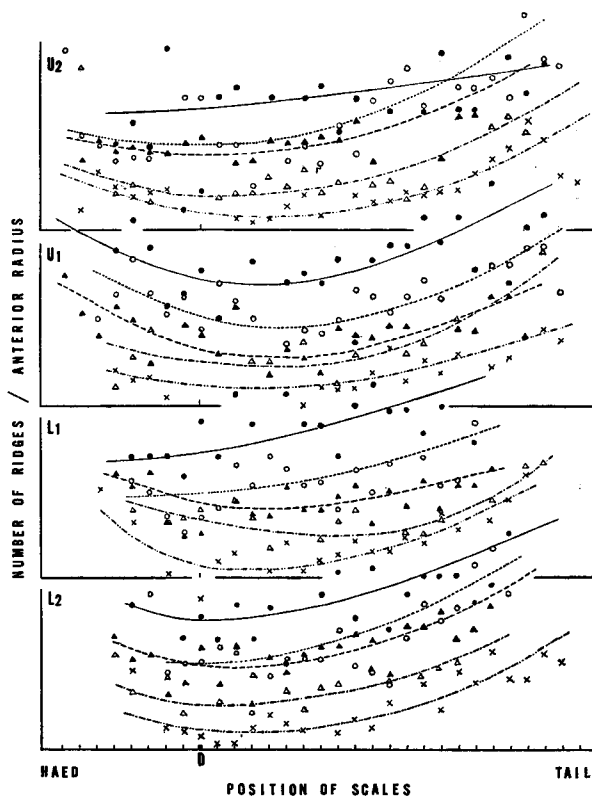 U2
U1
L1
L2
NUMBER OF RIDGES / ANTERIOR RADIUS
D
HAED
TAIL
POSITION OF SCALES